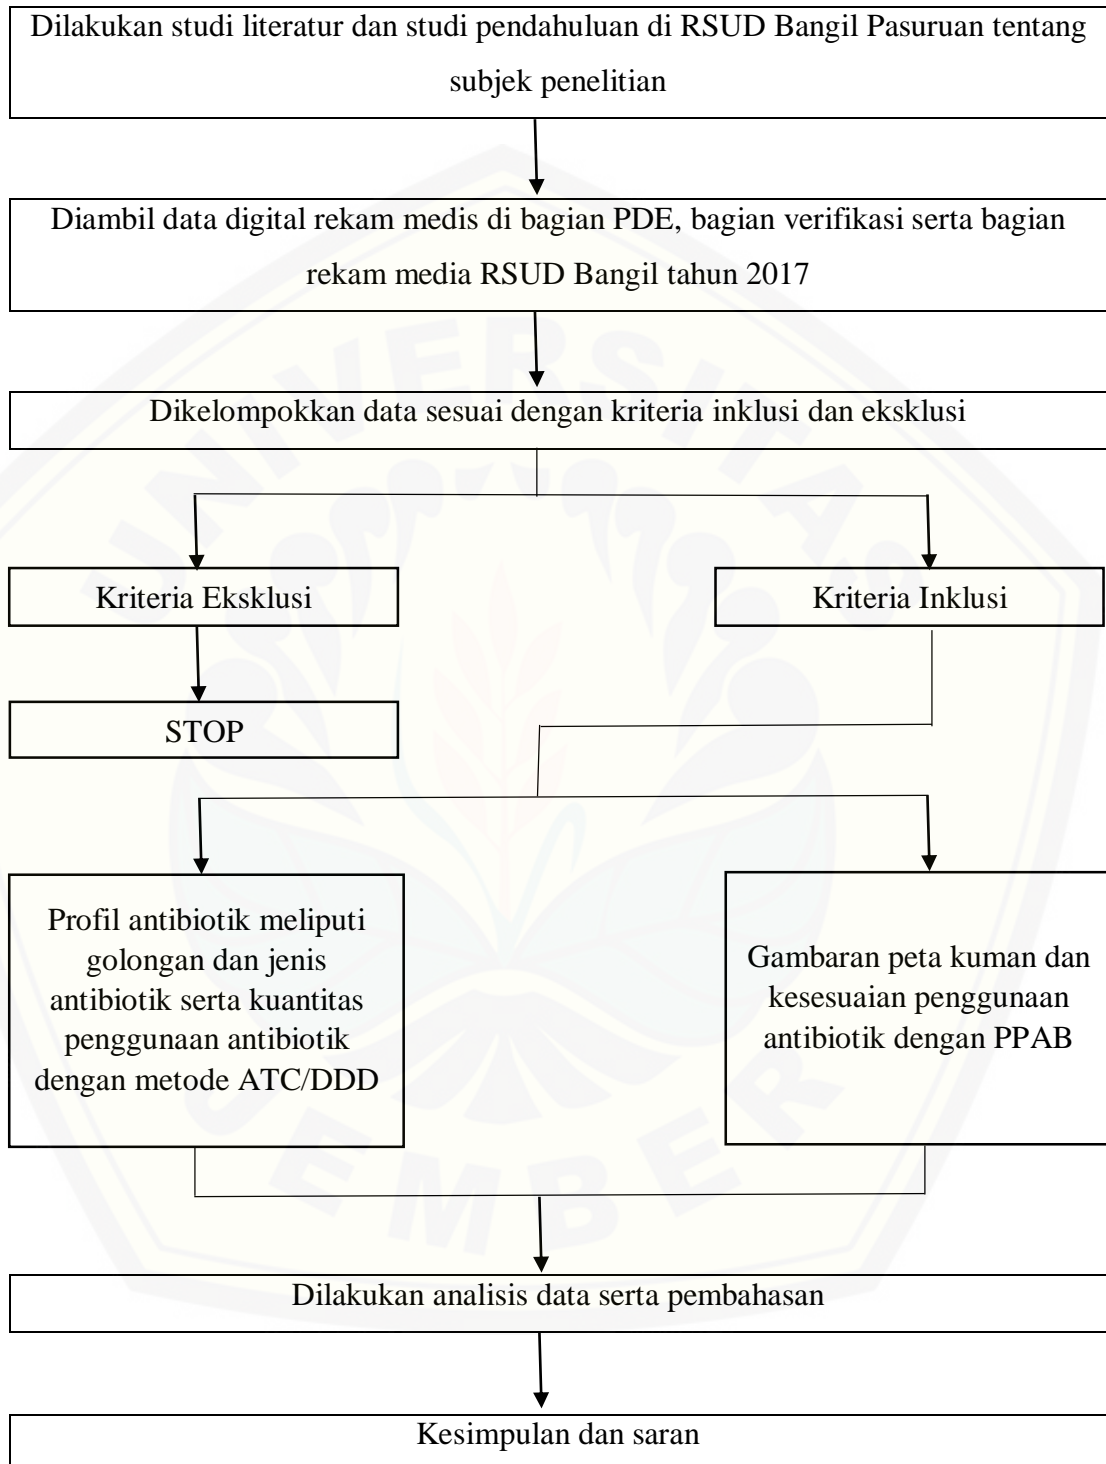 Dilakukan studi literatur dan studi pendahuluan di RSUD Bangil Pasuruan tentang
subjek penelitian
Diambil data digital rekam medis di bagian PDE, bagian verifikasi serta bagian
rekam media RSUD Bangil tahun 2017
Dikelompokkan data sesuai dengan kriteria inklusi dan eksklusi
Kriteria Eksklusi
Kriteria Inklusi
STOP
Profil antibiotik meliputi
golongan dan jenis
antibiotik serta kuantitas
penggunaan antibiotik
dengan metode ATC/DDD
Gambaran peta kuman dan
kesesuaian penggunaan
antibiotik dengan PPAB
Dilakukan analisis data serta pembahasan
Kesimpulan dan saran
UNIVERSITAS
JEMBER